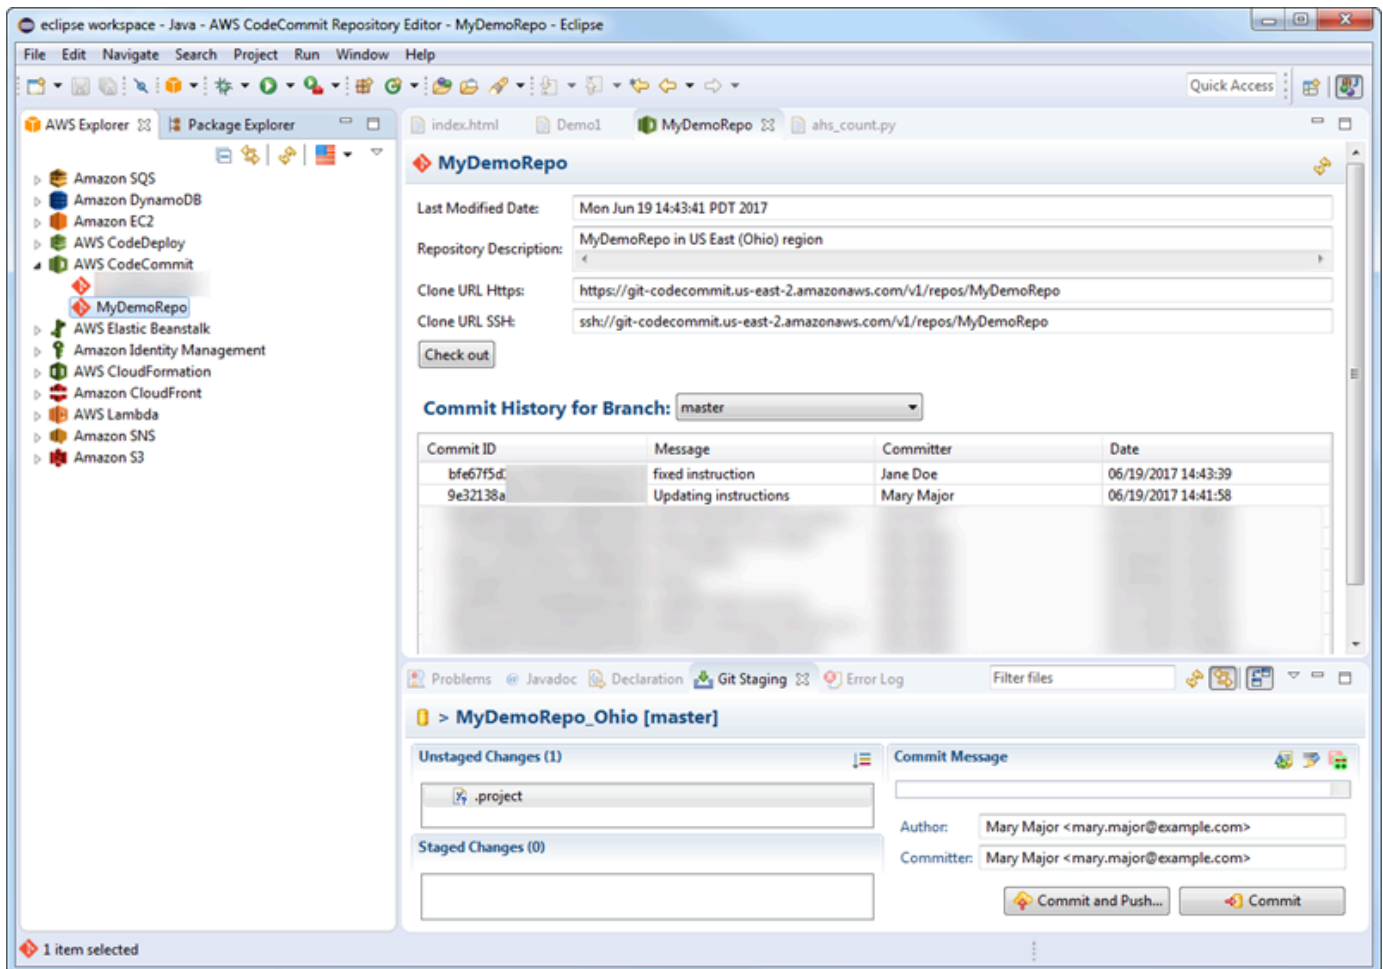 eclipse workspace - Java - AWS CodeCommit Repository Editor - MyDemoRepo - Eclipse
File Edit Navigate Search Project Run Window Help
Quick Access
AWS Explorer Package Explorer
Amazon SQS
Amazon DynamoDB
Amazon EC2
AWS CodeDeploy
AWS CodeCommit
MyDemoRepo
AWS Elastic Beanstalk
Amazon Identity Management
AWS CloudFormation
Amazon CloudFront
AWS Lambda
Amazon SNS
Amazon S3
index.html Demo1 MyDemoRepo ahs_count.py
MyDemoRepo
Last Modified Date: Mon Jun 19 14:43:41 PDT 2017
Repository Description: MyDemoRepo in US East (Ohio) region
Clone URL Https: https://git-codecommit.us-east-2.amazonaws.com/v1/repos/MyDemoRepo
Clone URL SSH: ssh://git-codecommit.us-east-2.amazonaws.com/v1/repos/MyDemoRepo
Check out
Commit History for Branch: master
Commit ID Message Committer Date
bfe67f5d fixed instruction Jane Doe 06/19/2017 14:43:39
9e32138a Updating instructions Mary Major 06/19/2017 14:41:58
Problems Javadoc Declaration Git Staging Error Log Filter files
> MyDemoRepo_Ohio [master]
Unstaged Changes (1)
.project
Staged Changes (0)
Commit Message
Author: Mary Major <mary.major@example.com>
Committer: Mary Major <mary.major@example.com>
Commit and Push... Commit
1 item selected